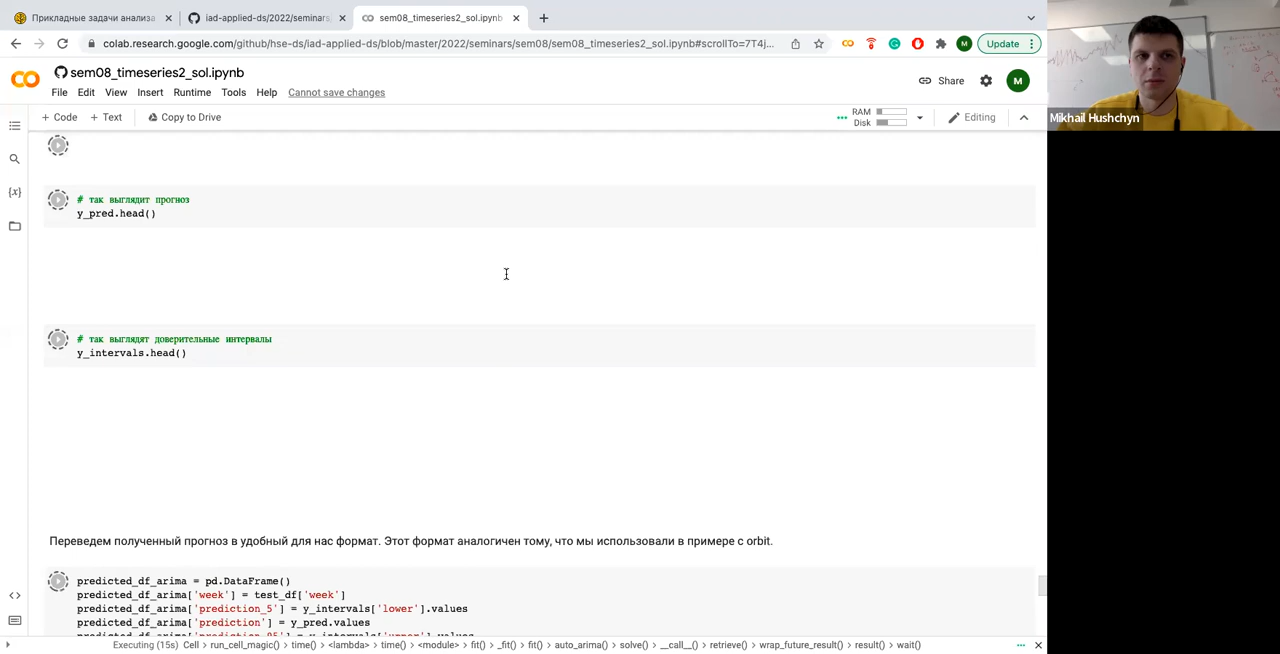 Прикладные задачи анализа
iad-applied-ds/2022/seminars
sem08_timeseries2_sol.ipynb
colab.research.google.com/github/hse-ds/iad-applied-ds/blob/master/2022/seminars/sem08/sem08_timeseries2_sol.ipynb#scrollTo=7T4j...
M
Update
sem08_timeseries2_sol.ipynb
Share
M
File Edit View Insert Runtime Tools Help Cannot save changes
+ Code + Text Copy to Drive
RAM
Disk
Editing
Mikhail Hushchyn
{x}
# так выглядит прогноз
y_pred.head()
# так выглядят доверительные интервалы
y_intervals.head()
Переведем полученный прогноз в удобный для нас формат. Этот формат аналогичен тому, что мы использовали в примере с orbit.
predicted_df_arima = pd.DataFrame()
predicted_df_arima['week'] = test_df['week']
predicted_df_arima['prediction_5'] = y_intervals['lower'].values
predicted_df_arima['prediction'] = y_pred.values
predicted_df_arima['prediction_95'] = y_intervals['upper'].values
Executing (15s) Cell > run_cell_magic() > time() > <lambda> > time() > <module> > fit() > _fit() > fit() > auto_arima() > solve() > __call__() > retrieve() > wrap_future_result() > result() > wait()